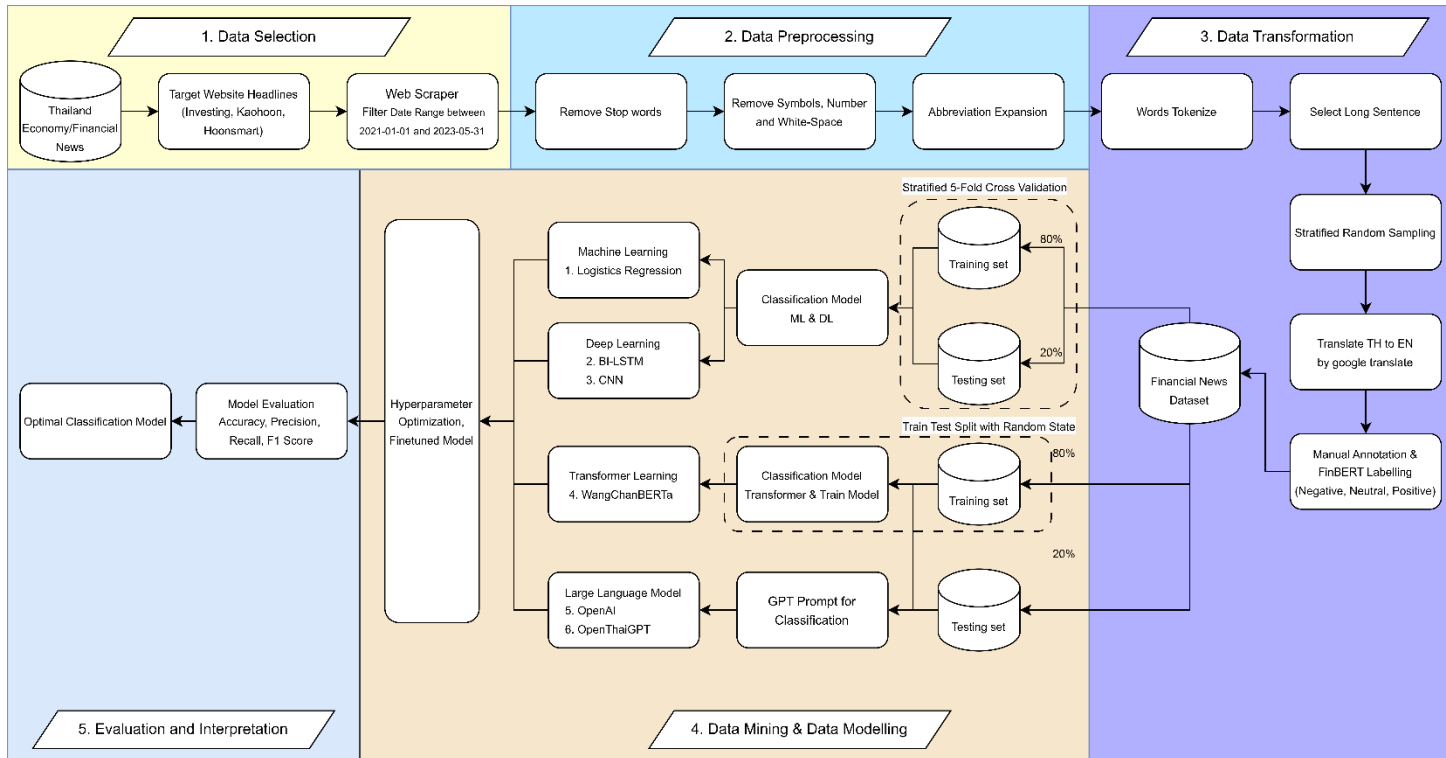 1. Data Selection
Thailand
Economy/Financial
News
Target Website Headlines
(Investing, Kaohoon,
Hoonsmart)
Web Scraper
Filter Date Range between
2021-01-01 and 2023-05-31
2. Data Preprocessing
Remove Stop words
Remove Symbols, Number
and White-Space
Abbreviation Expansion
3. Data Transformation
Words Tokenize
Select Long Sentence
Stratified Random Sampling
Translate TH to EN
by google translate
Manual Annotation &
FinBERT Labelling
(Negative, Neutral, Positive)
Financial News
Dataset
Stratified 5-Fold Cross Validation
80%
Training set
20%
Testing set
Classification Model
ML & DL
Machine Learning
1. Logistics Regression
Deep Learning
2. BI-LSTM
3. CNN
Train Test Split with Random State
80%
Training set
Classification Model
Transformer & Train Model
Transformer Learning
4. WangChanBERTa
20%
Testing set
GPT Prompt for
Classification
Large Language Model
5. OpenAI
6. OpenThaiGPT
Hyperparameter
Optimization,
Finetuned Model
4. Data Mining & Data Modelling
Model Evaluation
Accuracy, Precision,
Recall, F1 Score
Optimal Classification Model
5. Evaluation and Interpretation